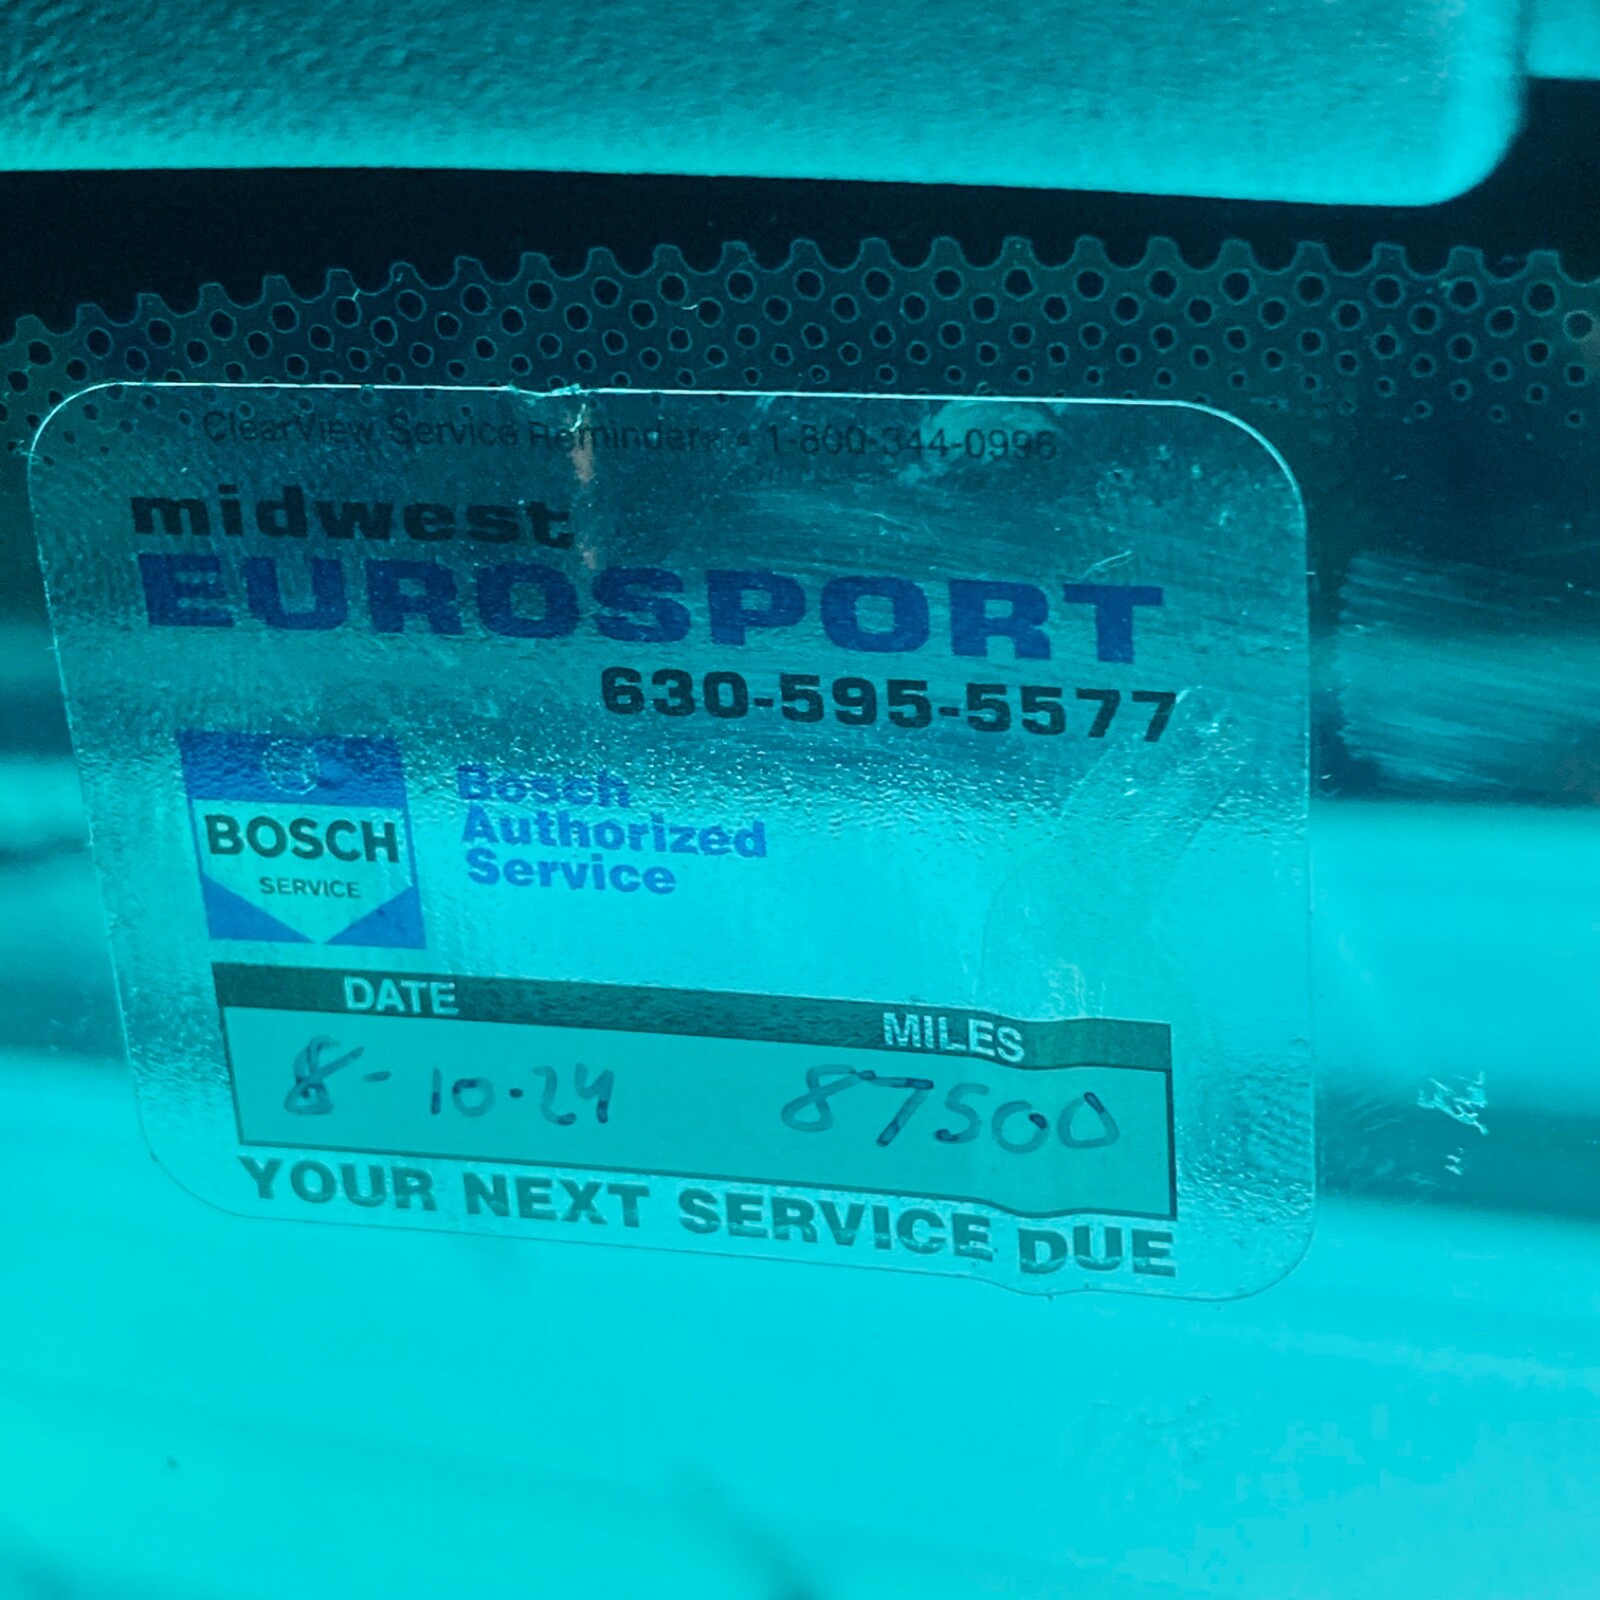 ClearView Service Reminders • 1-800-344-0996
midwest
EUROSPORT
630-595-5577
BOSCH
SERVICE
Bosch
Authorized
Service
DATE MILES
8-10-24 87500
YOUR NEXT SERVICE DUE